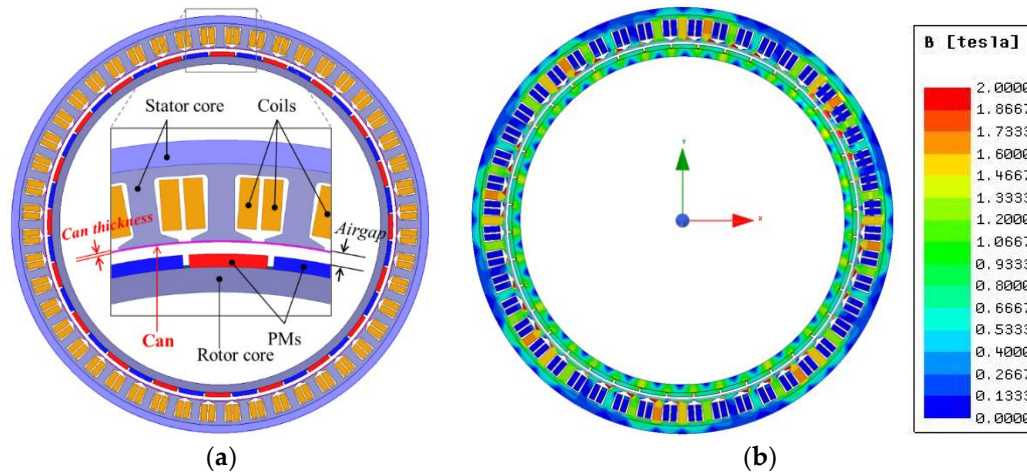 Stator core
Coils
Can thickness
Airgap
Can
PMs
Rotor core
(a)
Y
X
(b)
B [tesla]
2.0000
1.8667
1.7333
1.6000
1.4667
1.3333
1.2000
1.0667
0.9333
0.8000
0.6667
0.5333
0.4000
0.2667
0.1333
0.0000